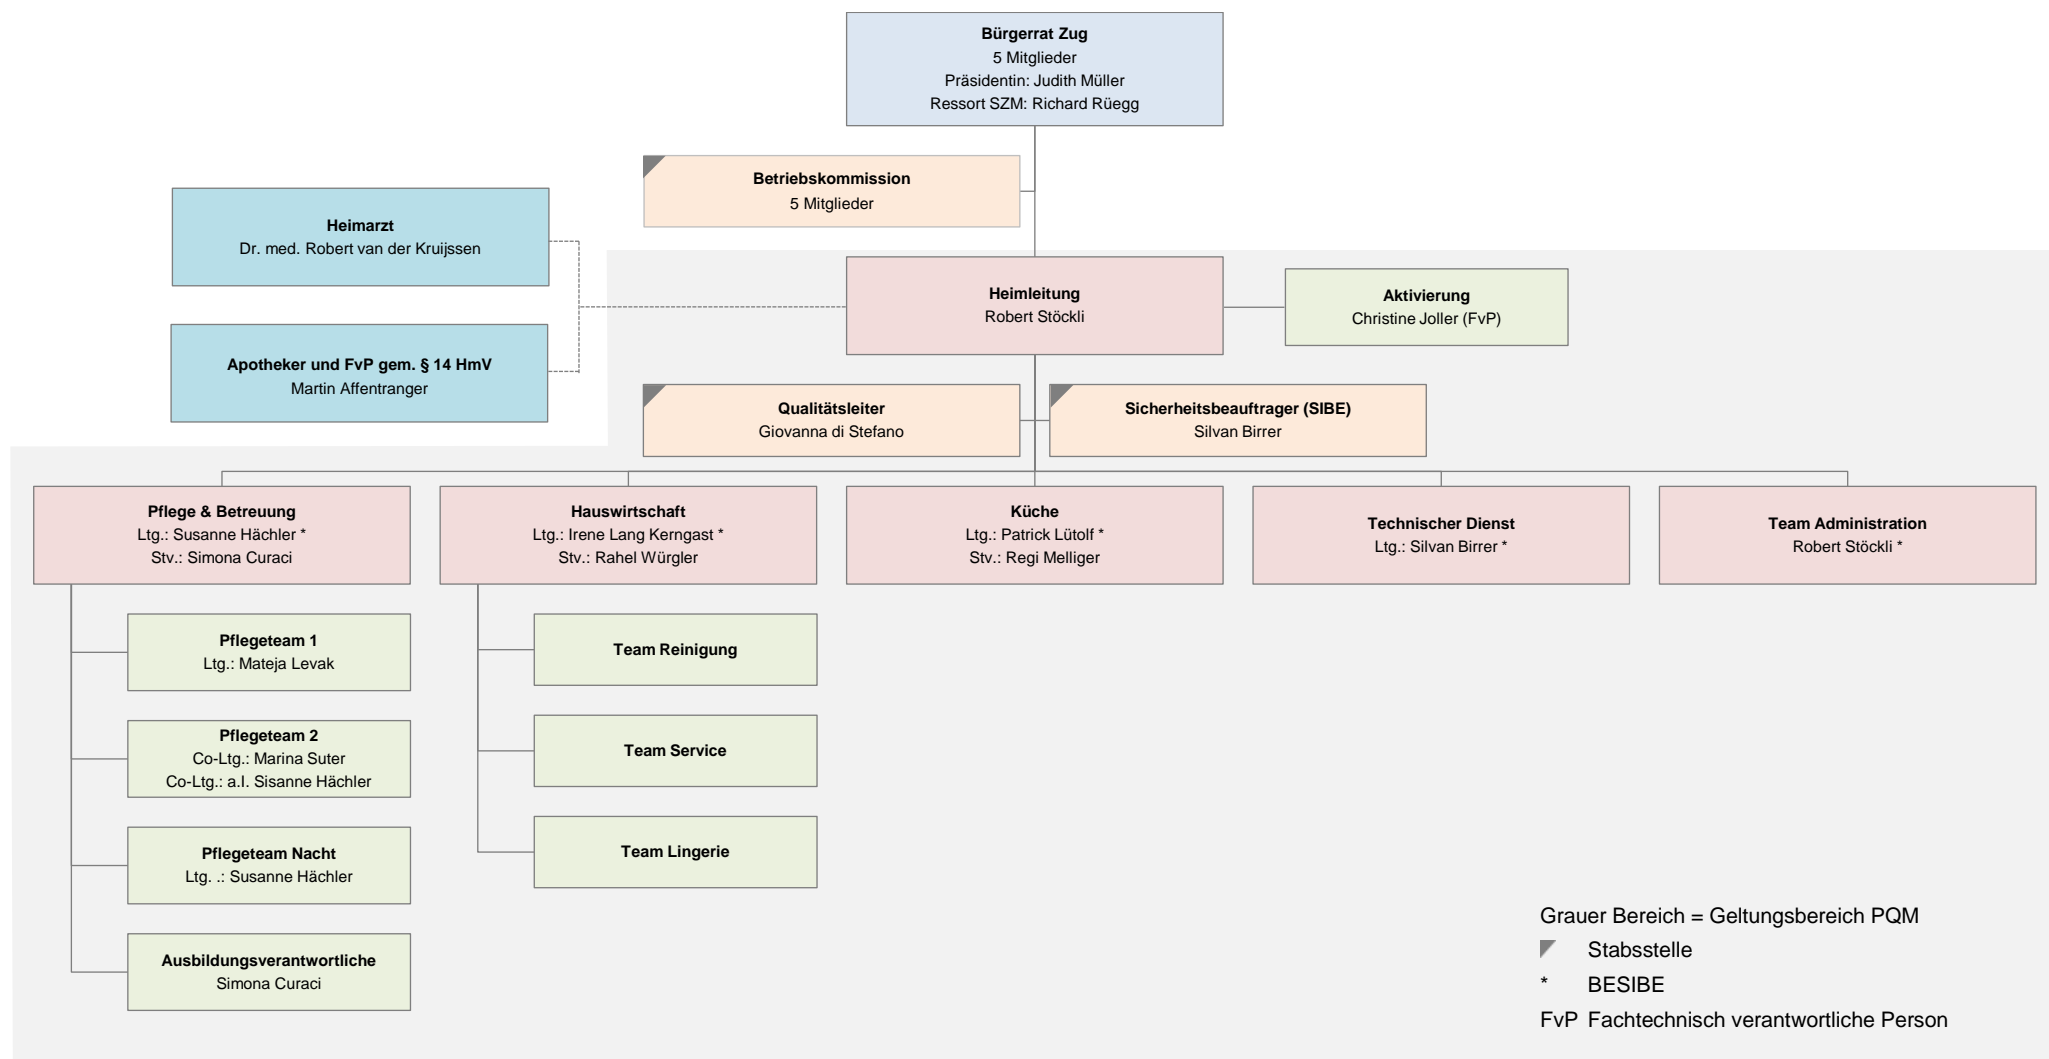 Bürgerrat Zug
5 Mitglieder
Präsidentin: Judith Müller
Ressort SZM: Richard Rüegg
Betriebskommission
5 Mitglieder
Heimarzt
Dr. med. Robert van der Kruijssen
Apotheker und FvP gem. § 14 HmV
Martin Affentranger
Heimleitung
Robert Stöckli
Aktivierung
Christine Joller (FvP)
Qualitätsleiter
Giovanna di Stefano
Sicherheitsbeauftrager (SIBE)
Silvan Birrer
Pflege & Betreuung
Ltg.: Susanne Hächler *
Stv.: Simona Curaci
Hauswirtschaft
Ltg.: Irene Lang Kerngast *
Stv.: Rahel Würgler
Küche
Ltg.: Patrick Lütolf *
Stv.: Regi Melliger
Technischer Dienst
Ltg.: Silvan Birrer *
Team Administration
Robert Stöckli *
Pflegeteam 1
Ltg.: Mateja Levak
Pflegeteam 2
Co-Ltg.: Marina Suter
Co-Ltg.: a.I. Sisanne Hächler
Pflegeteam Nacht
Ltg. .: Susanne Hächler
Ausbildungsverantwortliche
Simona Curaci
Team Reinigung
Team Service
Team Lingerie
Grauer Bereich = Geltungsbereich PQM
Stabsstelle
* BESIBE
FvP Fachtechnisch verantwortliche Person